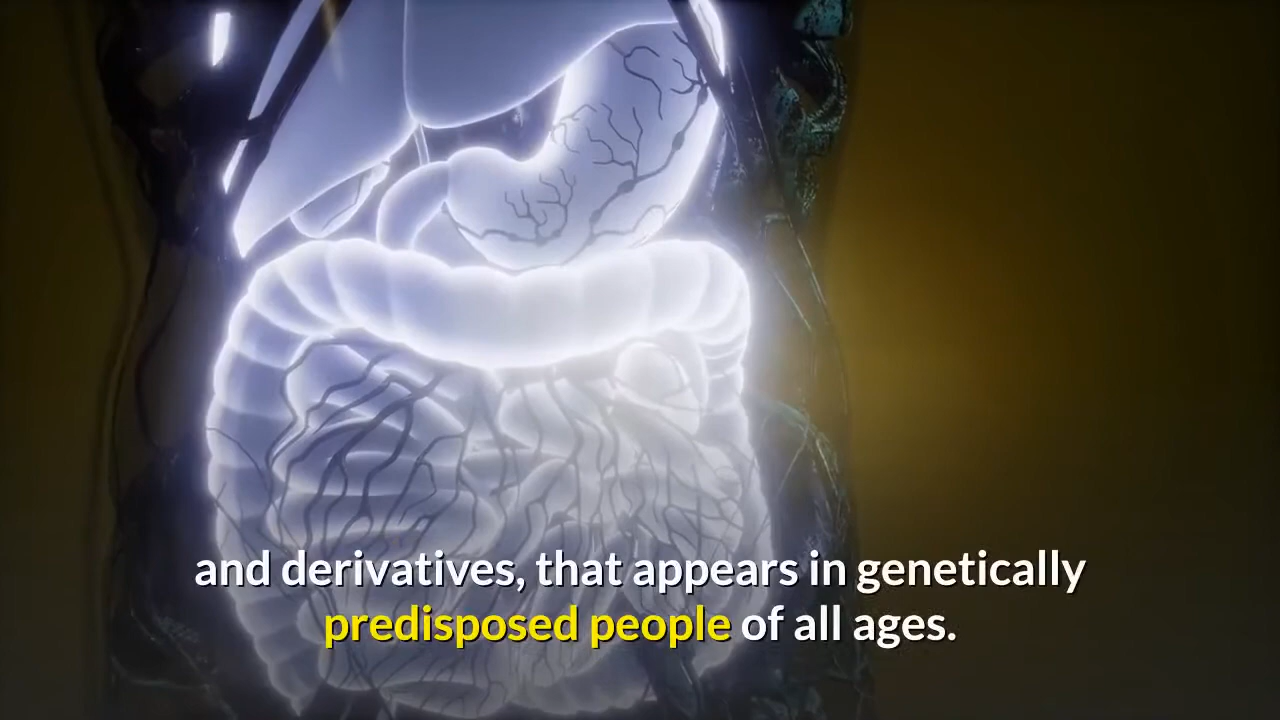 and derivatives, that appears in genetically
predisposed people of all ages.